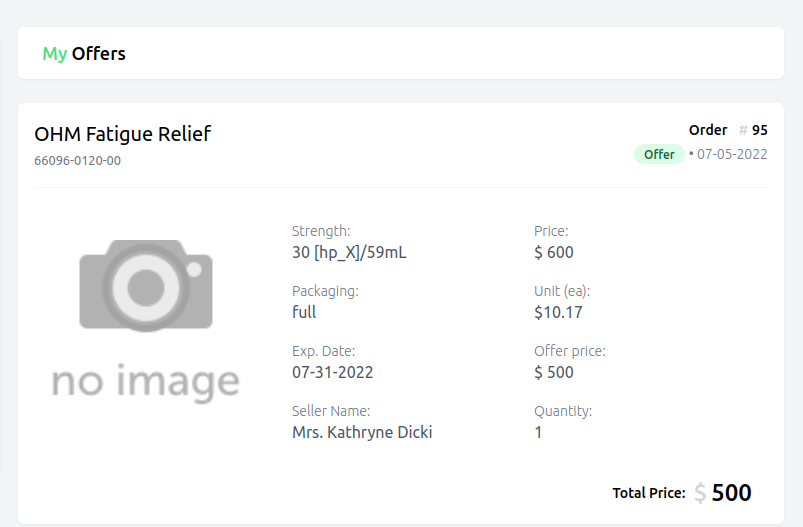 My Offers
OHM Fatigue Relief
Order # 95
66096-0120-00
Offer • 07-05-2022
no image
Strength:
30 [hp_X]/59mL
Price:
$ 600
Packaging:
full
Unit (ea):
$10.17
Exp. Date:
07-31-2022
Offer price:
$ 500
Seller Name:
Mrs. Kathryne Dicki
Quantity:
1
Total Price: $ 500